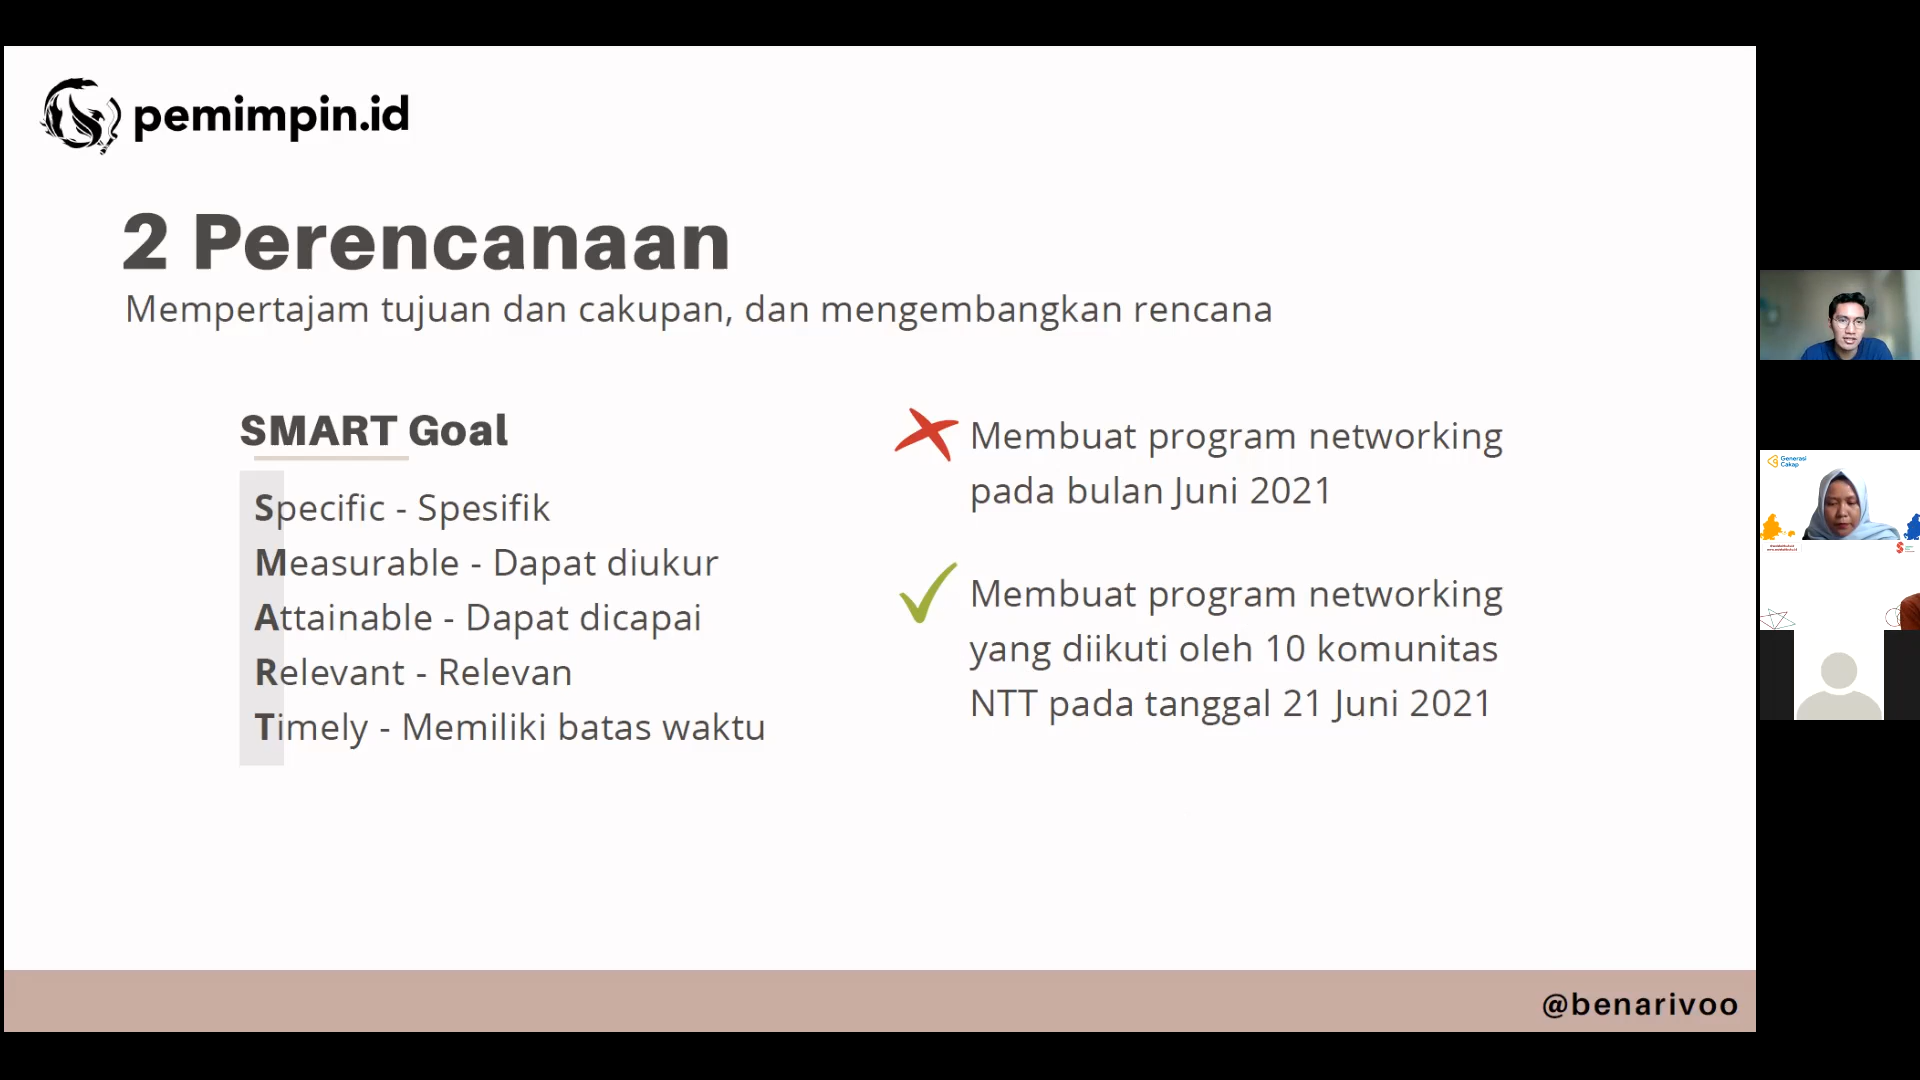 pemimpin.id
2 Perencanaan
Mempertajam tujuan dan cakupan, dan mengembangkan rencana
SMART Goal
Specific - Spesifik
Measurable - Dapat diukur
Attainable - Dapat dicapai
Relevant - Relevan
Timely - Memiliki batas waktu
Membuat program networking
pada bulan Juni 2021
Membuat program networking
yang diikuti oleh 10 komunitas
NTT pada tanggal 21 Juni 2021
@benarivoo
Generasi
Cakap